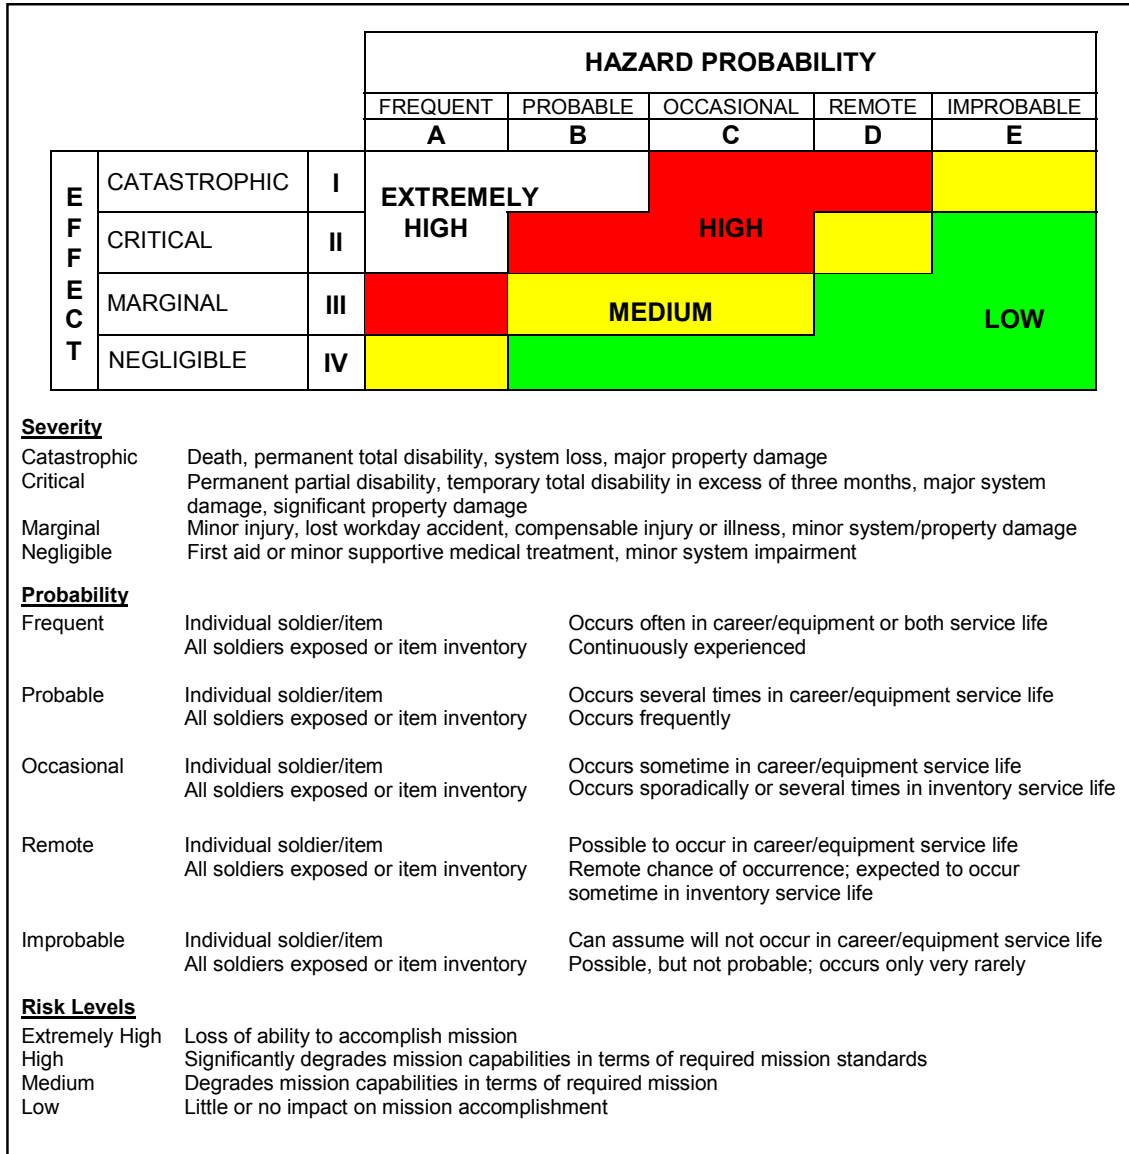 HAZARD PROBABILITY
FREQUENT PROBABLE OCCASIONAL REMOTE IMPROBABLE
A B C D E
EFFECT
CATASTROPHIC I
EXTREMELY
HIGH
CRITICAL II
HIGH
MARGINAL III
MEDIUM
LOW
NEGLIGIBLE IV
Severity
Catastrophic Death, permanent total disability, system loss, major property damage
Critical Permanent partial disability, temporary total disability in excess of three months, major system
damage, significant property damage
Marginal Minor injury, lost workday accident, compensable injury or illness, minor system/property damage
Negligible First aid or minor supportive medical treatment, minor system impairment
Probability
Frequent Individual soldier/item Occurs often in career/equipment or both service life
All soldiers exposed or item inventory Continuously experienced
Probable Individual soldier/item Occurs several times in career/equipment service life
All soldiers exposed or item inventory Occurs frequently
Occasional Individual soldier/item Occurs sometime in career/equipment service life
All soldiers exposed or item inventory Occurs sporadically or several times in inventory service life
Remote Individual soldier/item Possible to occur in career/equipment service life
All soldiers exposed or item inventory Remote chance of occurrence; expected to occur
sometime in inventory service life
Improbable Individual soldier/item Can assume will not occur in career/equipment service life
All soldiers exposed or item inventory Possible, but not probable; occurs only very rarely
Risk Levels
Extremely High Loss of ability to accomplish mission
High Significantly degrades mission capabilities in terms of required mission standards
Medium Degrades mission capabilities in terms of required mission
Low Little or no impact on mission accomplishment